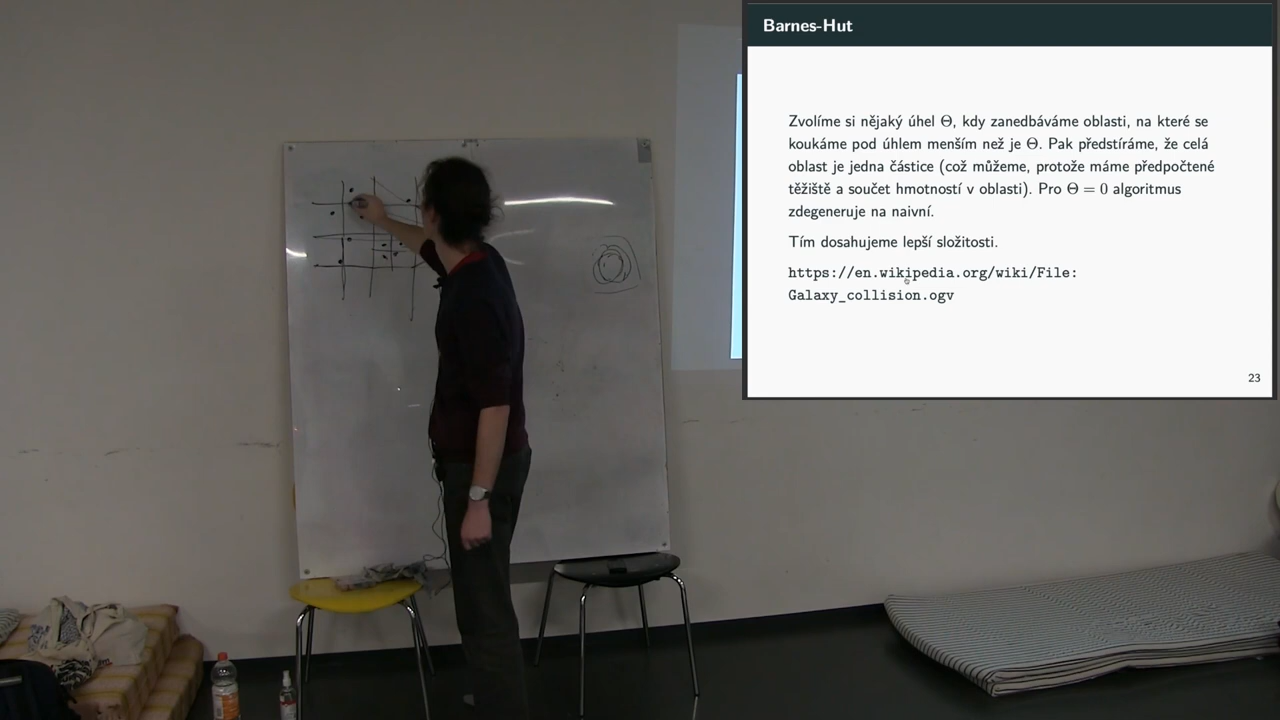 Barnes-Hut
Zvolíme si nějaký úhel Θ, kdy zanedbáváme oblasti, na které se
koukáme pod úhlem menším než je Θ. Pak předstíráme, že celá
oblast je jedna částice (což můžeme, protože máme předpočtené
těžiště a součet hmotností v oblasti). Pro Θ = 0 algoritmus
zdegeneruje na naivní.
Tím dosahujeme lepší složitosti.
https://en.wikipedia.org/wiki/File:
Galaxy_collision.ogv
23